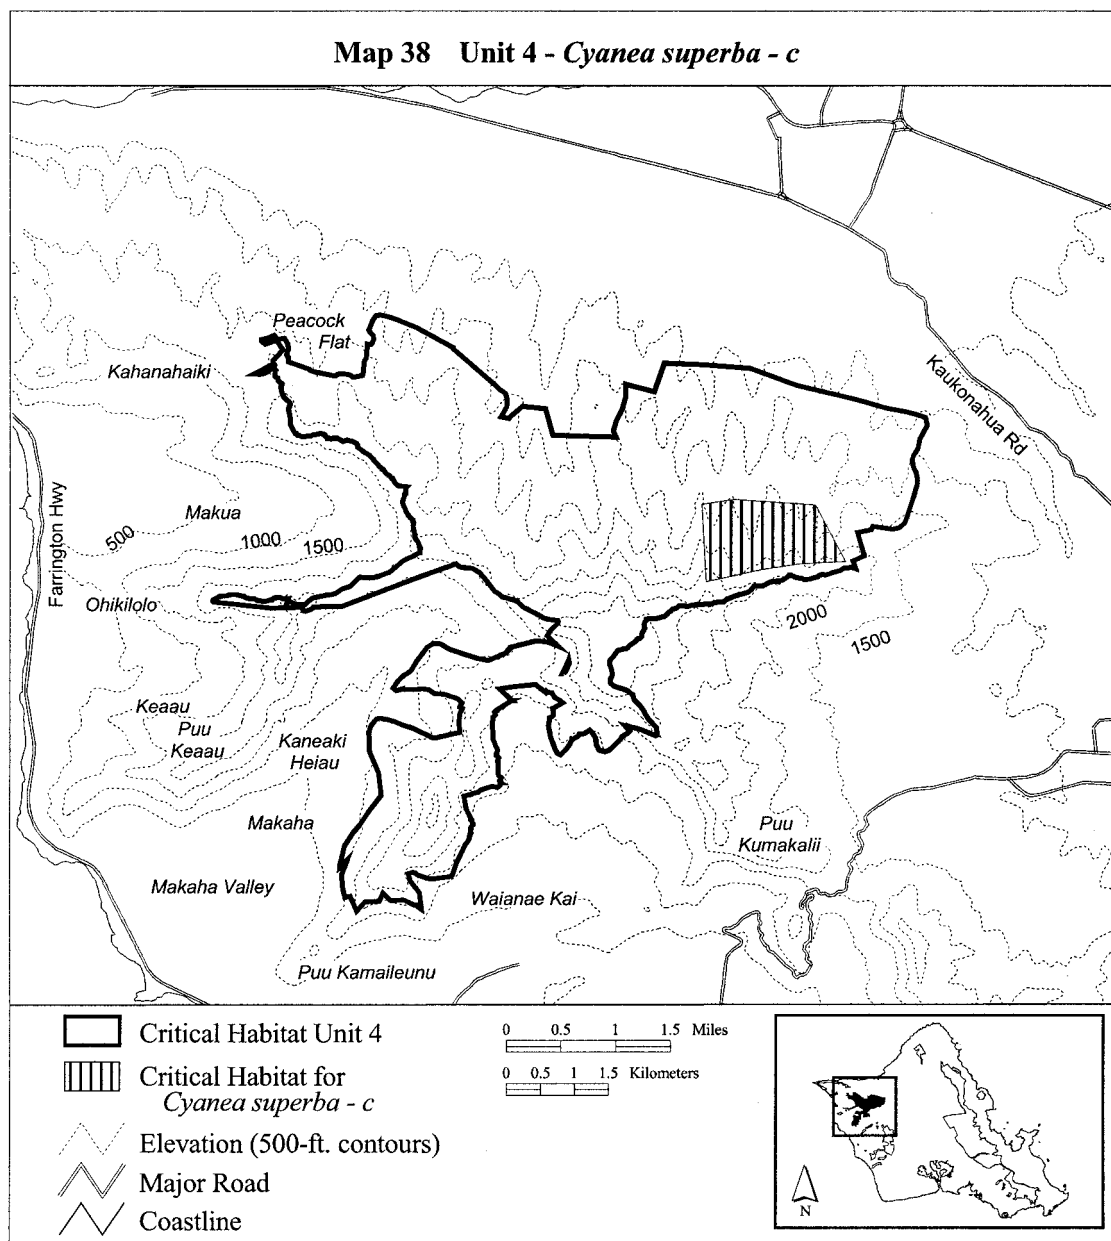 Map 38 Unit 4 - Cyanea superba - c
Peacock
Flat
Kahanahaiki
Kaukonahua Rd
Farrington Hwy
Makua
500
1000
1500
Ohikilolo
2000
1500
Keaau
Puu
Keaau
Kaneaki
Heiau
Makaha
Puu
Kumakalii
Makaha Valley
Waianae Kai
Puu Kamaileunu
Critical Habitat Unit 4
Critical Habitat for
Cyanea superba - c
Elevation (500-ft. contours)
Major Road
Coastline
0 0.5 1 1.5 Miles
0 0.5 1 1.5 Kilometers
N